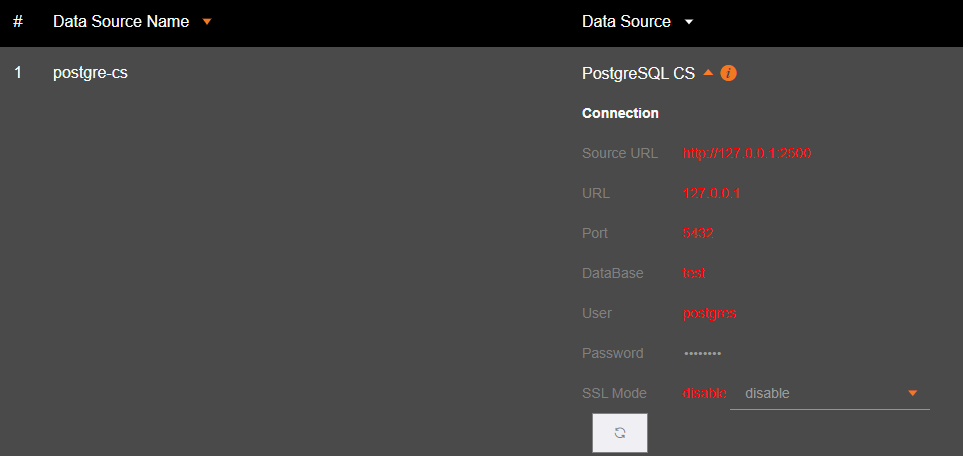 # Data Source Name Data Source
1 postgre-cs PostgreSQL CS i
Connection
Source URL http://127.0.0.1:2500
URL 127.0.0.1
Port 5432
DataBase test
User postgres
Password ••••••••
SSL Mode disable disable